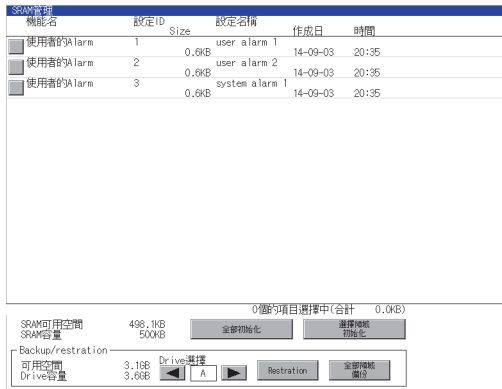 SRAM管理
機能名 設定ID 設定名稱
Size 作成日 時間
使用者的Alarm 1 user alarm 1
0.6KB 14-09-03 20:35
使用者的Alarm 2 user alarm 2
0.6KB 14-09-03 20:35
使用者的Alarm 3 system alarm 1
0.6KB 14-09-03 20:35
0個的項目選擇中(合計 0.0KB)
SRAM可用空間 498.1KB
SRAM容量 500KB
全部初始化
選擇領域
初始化
Backup/restration
可用空間 3.1GB
Drive容量 3.6GB
Drive選擇
A
Restration
全部領域
備份